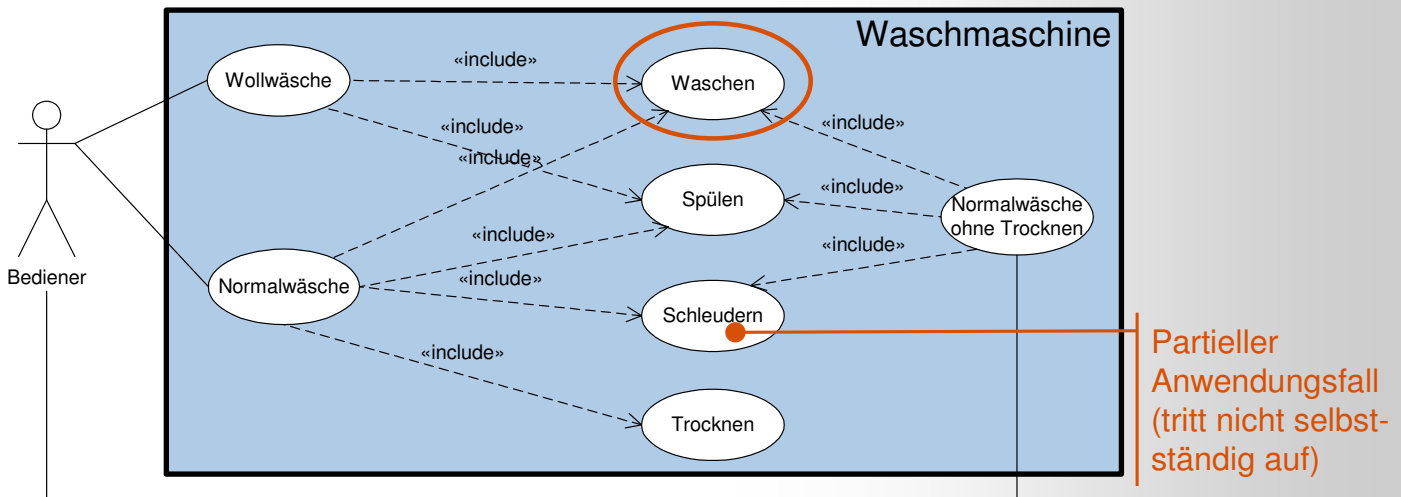 Waschmaschine
Wollwäsche
«include»
Waschen
«include»
«include»
«include»
Spülen
«include»
Normalwäsche
ohne Trocknen
Bediener
Normalwäsche
«include»
«include»
«include»
Schleudern
«include»
Trocknen
Partieller
Anwendungsfall
(tritt nicht selbst-
ständig auf)